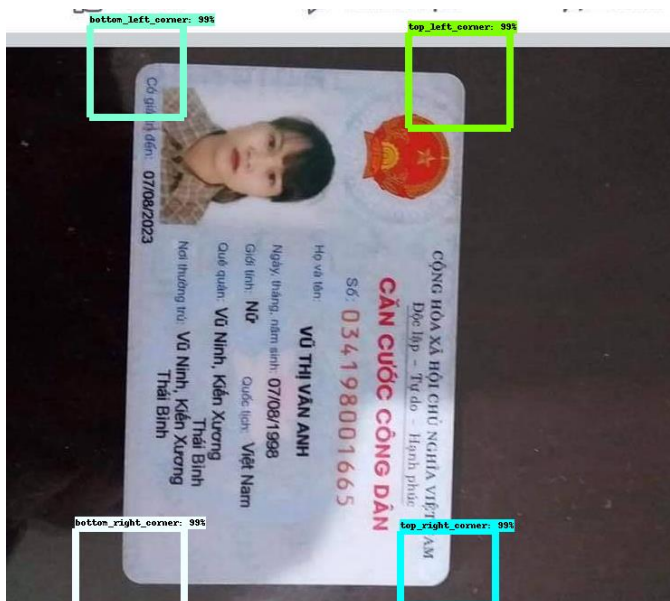 bottom_left_corner: 99%
top_left_corner: 99%
CỘNG HÒA XÃ HỘI CHỦ NGHĨA VIỆT NAM
Độc lập - Tự do - Hạnh phúc
CĂN CƯỚC CÔNG DÂN
Số: 034198001665
Họ và tên:
VŨ THỊ VÂN ANH
Ngày, tháng, năm sinh: 07/08/1998
Giới tính: Nữ Quốc tịch: Việt Nam
Quê quán: Vũ Ninh, Kiến Xương
Thái Bình
Nơi thường trú: Vũ Ninh, Kiến Xương
Thái Bình
Có giá trị đến: 07/08/2023
bottom_right_corner: 99%
top_right_corner: 99%